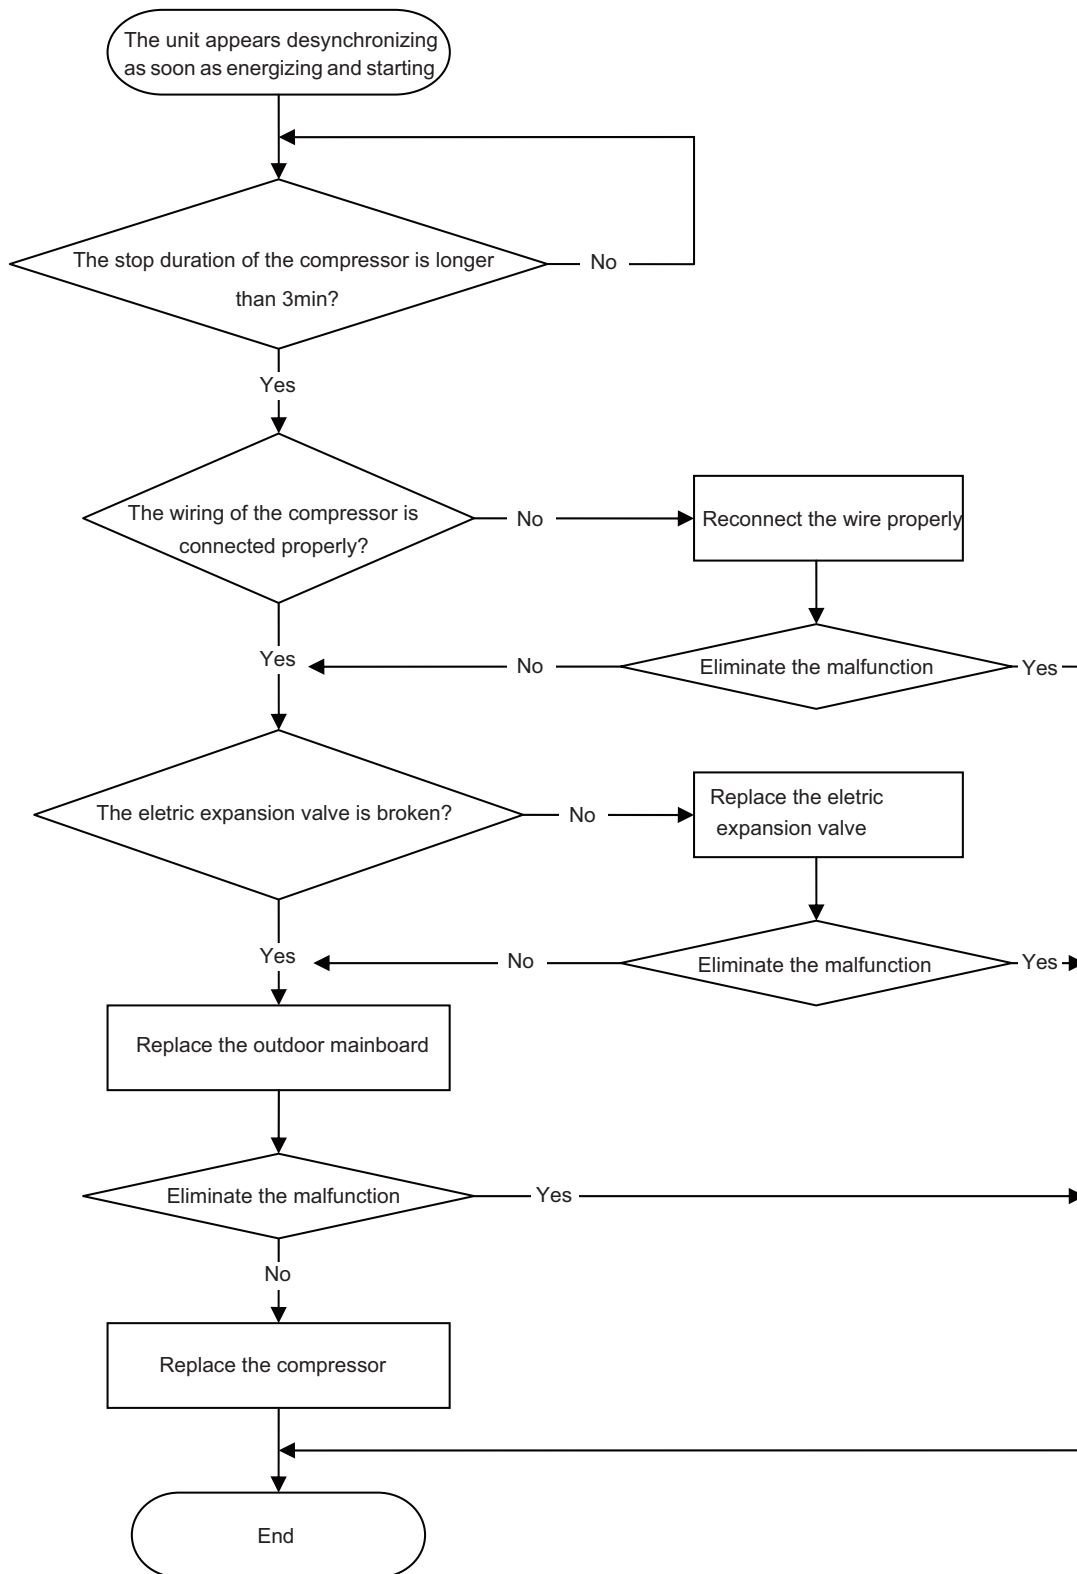 The unit appears desynchronizing
as soon as energizing and starting
The stop duration of the compressor is longer
than 3min?
No
Yes
The wiring of the compressor is
connected properly?
No
Reconnect the wire properly
Yes
No
Eliminate the malfunction
Yes
The eletric expansion valve is broken?
No
Replace the eletric
expansion valve
Yes
No
Eliminate the malfunction
Yes
Replace the outdoor mainboard
Eliminate the malfunction
Yes
No
Replace the compressor
End